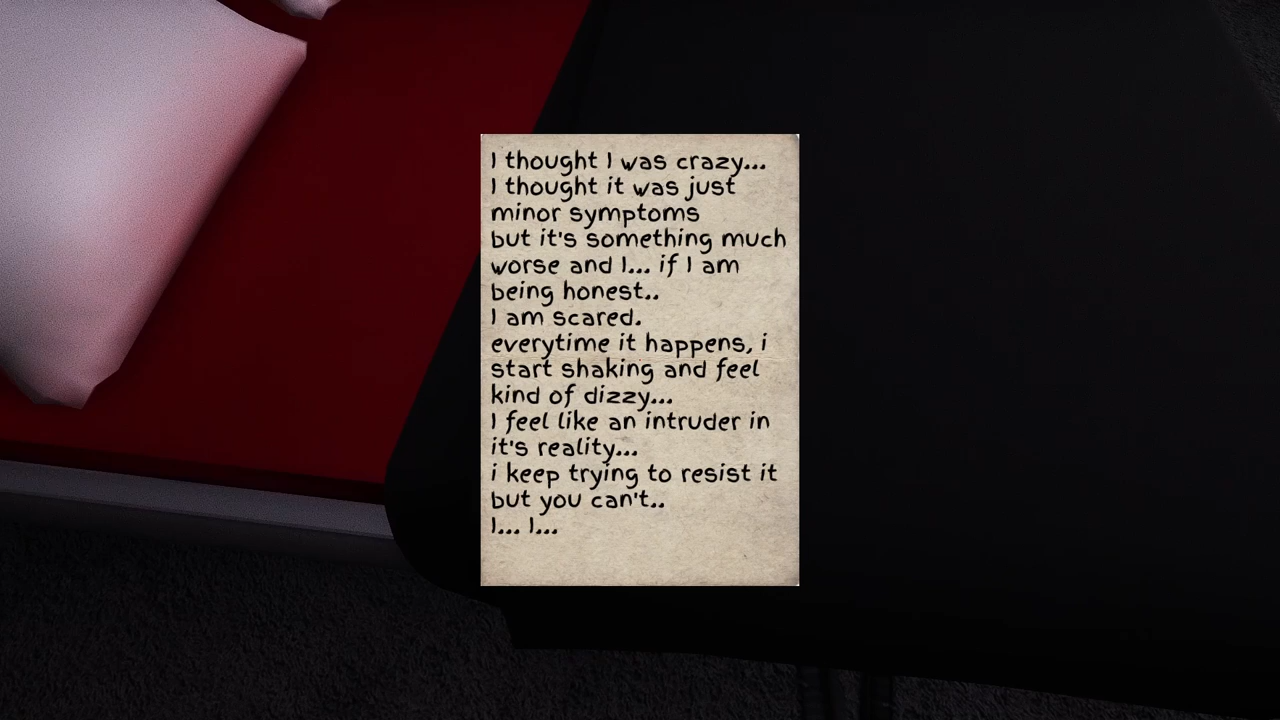 I thought I was crazy...
I thought it was just
minor symptoms
but it's something much
worse and I... if I am
being honest..
I am scared.
everytime it happens, i
start shaking and feel
kind of dizzy...
I feel like an intruder in
it's reality...
i keep trying to resist it
but you can't..
I... I...